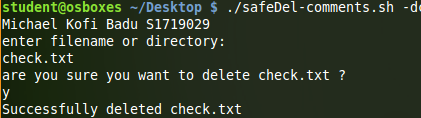 student@osboxes ~/Desktop $ ./safeDel-comments.sh -d
Michael Kofi Badu S1719029
enter filename or directory:
check.txt
are you sure you want to delete check.txt ?
y
Successfully deleted check.txt